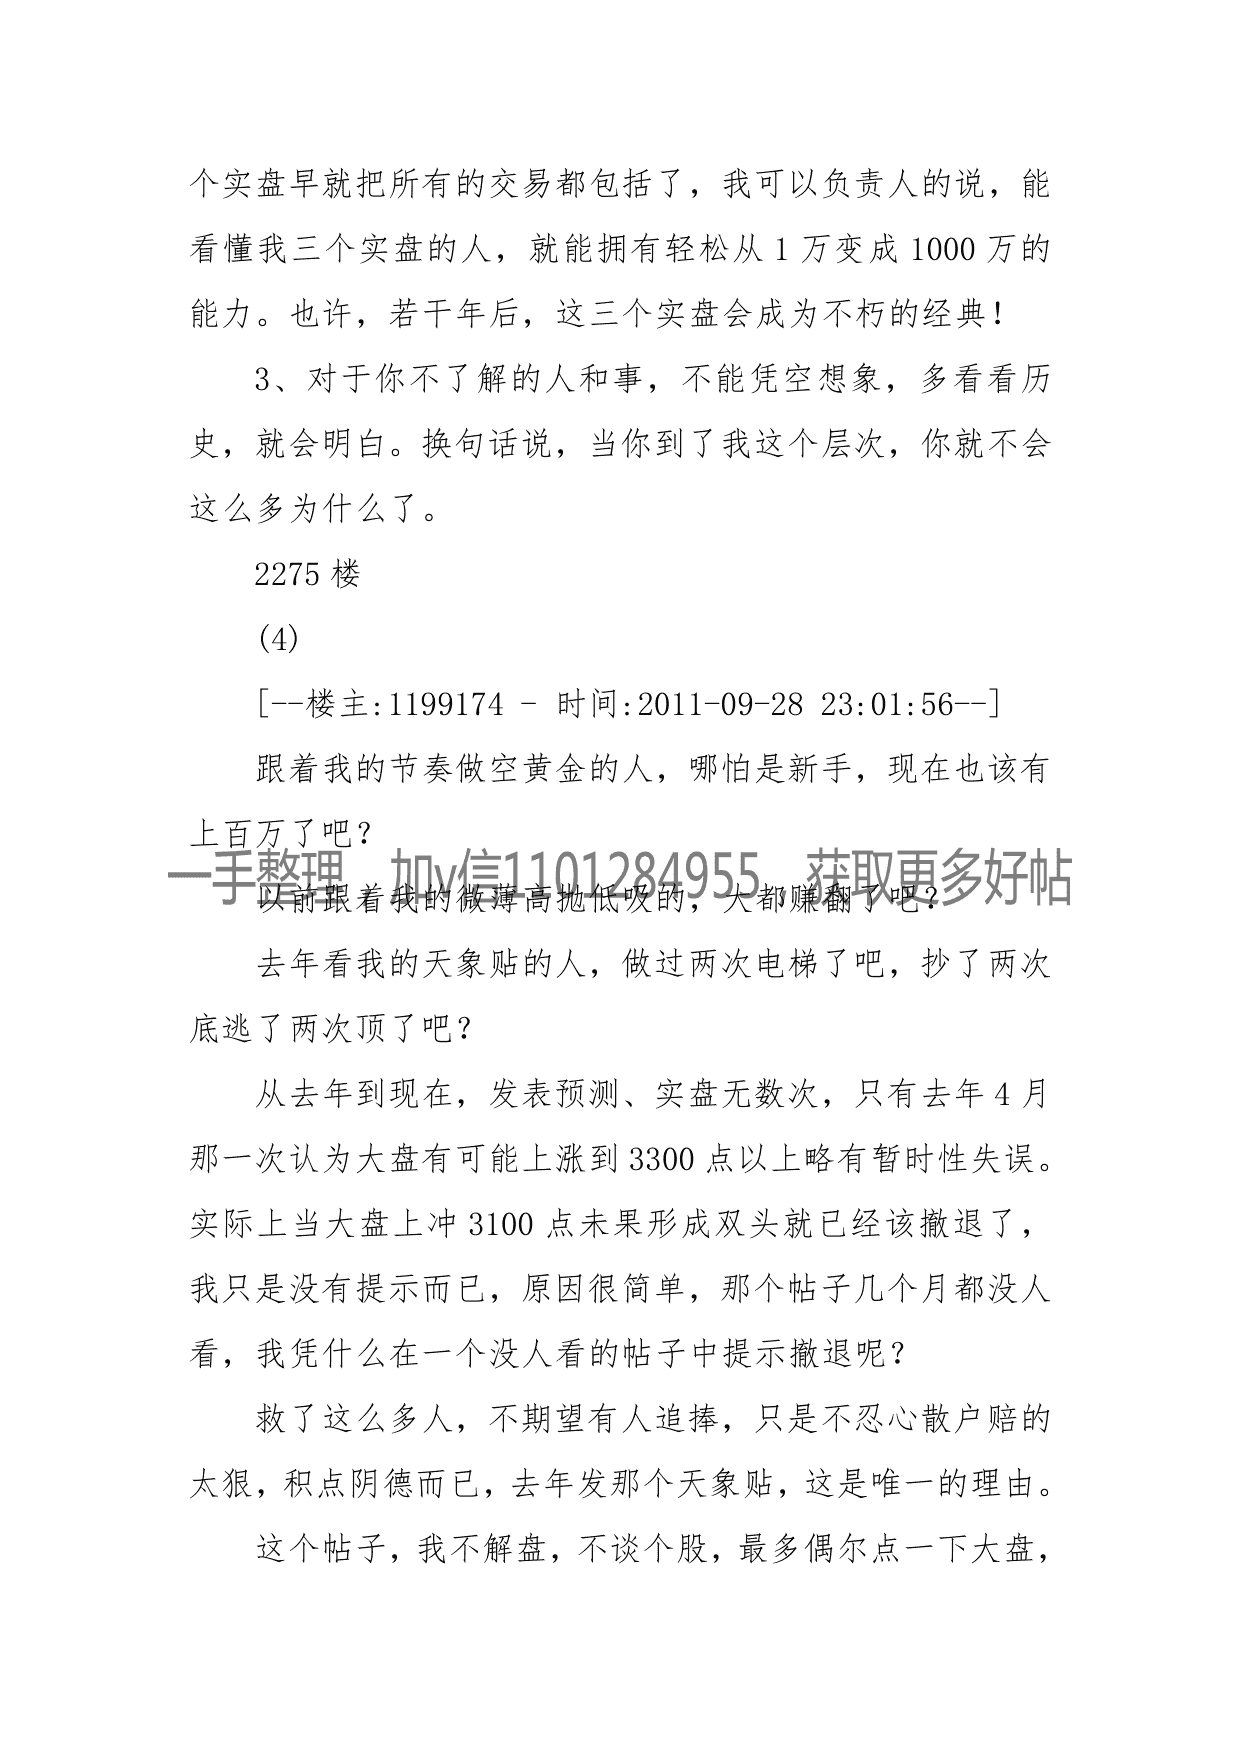 个实盘早就把所有的交易都包括了，我可以负责人的说，能
看懂我三个实盘的人，就能拥有轻松从 1 万变成 1000 万的
能力。也许，若干年后，这三个实盘会成为不朽的经典！
3、对于你不了解的人和事，不能凭空想象，多看看历
史，就会明白。换句话说，当你到了我这个层次，你就不会
这么多为什么了。
2275 楼
(4)
[--楼主:1199174 - 时间:2011-09-28 23:01:56--]
跟着我的节奏做空黄金的人，哪怕是新手，现在也该有
上百万了吧？
一手整理，加v信1101284955，获取更多好帖
以前跟着我的微薄高抛低吸的，大都赚翻了吧？
去年看我的天象贴的人，做过两次电梯了吧，抄了两次
底逃了两次顶了吧？
从去年到现在，发表预测、实盘无数次，只有去年 4 月
那一次认为大盘有可能上涨到 3300 点以上略有暂时性失误。
实际上当大盘上冲 3100 点未果形成双头就已经该撤退了，
我只是没有提示而已，原因很简单，那个帖子几个月都没人
看，我凭什么在一个没人看的帖子中提示撤退呢？
救了这么多人，不期望有人追捧，只是不忍心散户赔的
太狠，积点阴德而已，去年发那个天象贴，这是唯一的理由。
这个帖子，我不解盘，不谈个股，最多偶尔点一下大盘，